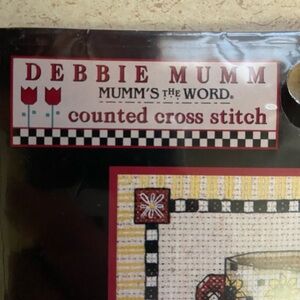 DEBBIE MUMM
MUMM'S THE WORD®
counted cross stitch